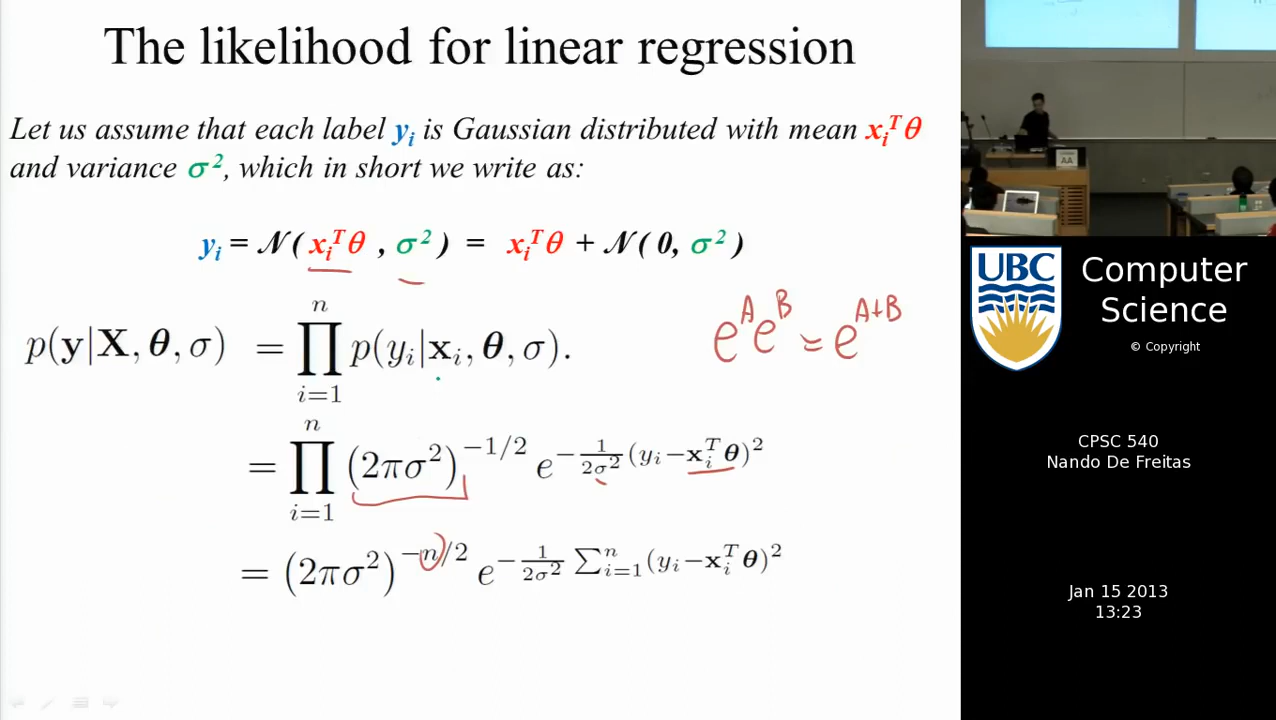 The likelihood for linear regression
Let us assume that each label yᵢ is Gaussian distributed with mean xᵢᵀθ
and variance σ², which in short we write as:
yᵢ = 𝒩( xᵢᵀθ , σ² ) = xᵢᵀθ + 𝒩( 0, σ² )
p(y|X, θ, σ) = ∏ᵢ₌₁ⁿ p(yᵢ|xᵢ, θ, σ).
e^A e^B = e^{A+B}
= ∏ᵢ₌₁ⁿ (2πσ²)^{−1/2} e^{−\frac{1}{2σ²}(yᵢ−xᵢᵀθ)²}
= (2πσ²)^{−n/2} e^{−\frac{1}{2σ²} ∑ᵢ₌₁ⁿ (yᵢ−xᵢᵀθ)²}
UBC
Computer
Science
© Copyright
CPSC 540
Nando De Freitas
Jan 15 2013
13:23